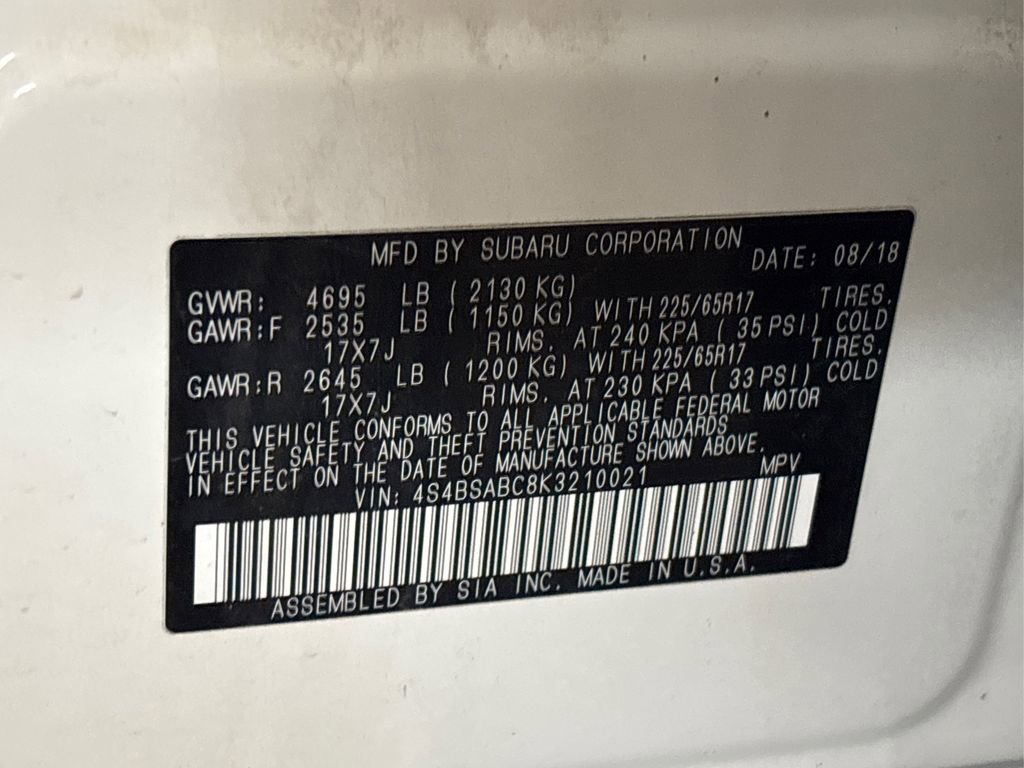 MFD BY SUBARU CORPORATION DATE: 08/18
GVWR: 4695 LB ( 2130 KG)
GAWR:F 2535 LB ( 1150 KG) WITH 225/65R17 TIRES.
17X7J RIMS. AT 240 KPA ( 35 PSI) COLD
GAWR:R 2645 LB ( 1200 KG) WITH 225/65R17 TIRES.
17X7J RIMS. AT 230 KPA ( 33 PSI) COLD
THIS VEHICLE CONFORMS TO ALL APPLICABLE FEDERAL MOTOR
VEHICLE SAFETY AND THEFT PREVENTION STANDARDS
IN EFFECT ON THE DATE OF MANUFACTURE SHOWN ABOVE.
VIN: 4S4BSABC8K3210021 MPV
ASSEMBLED BY SIA INC. MADE IN U.S.A.